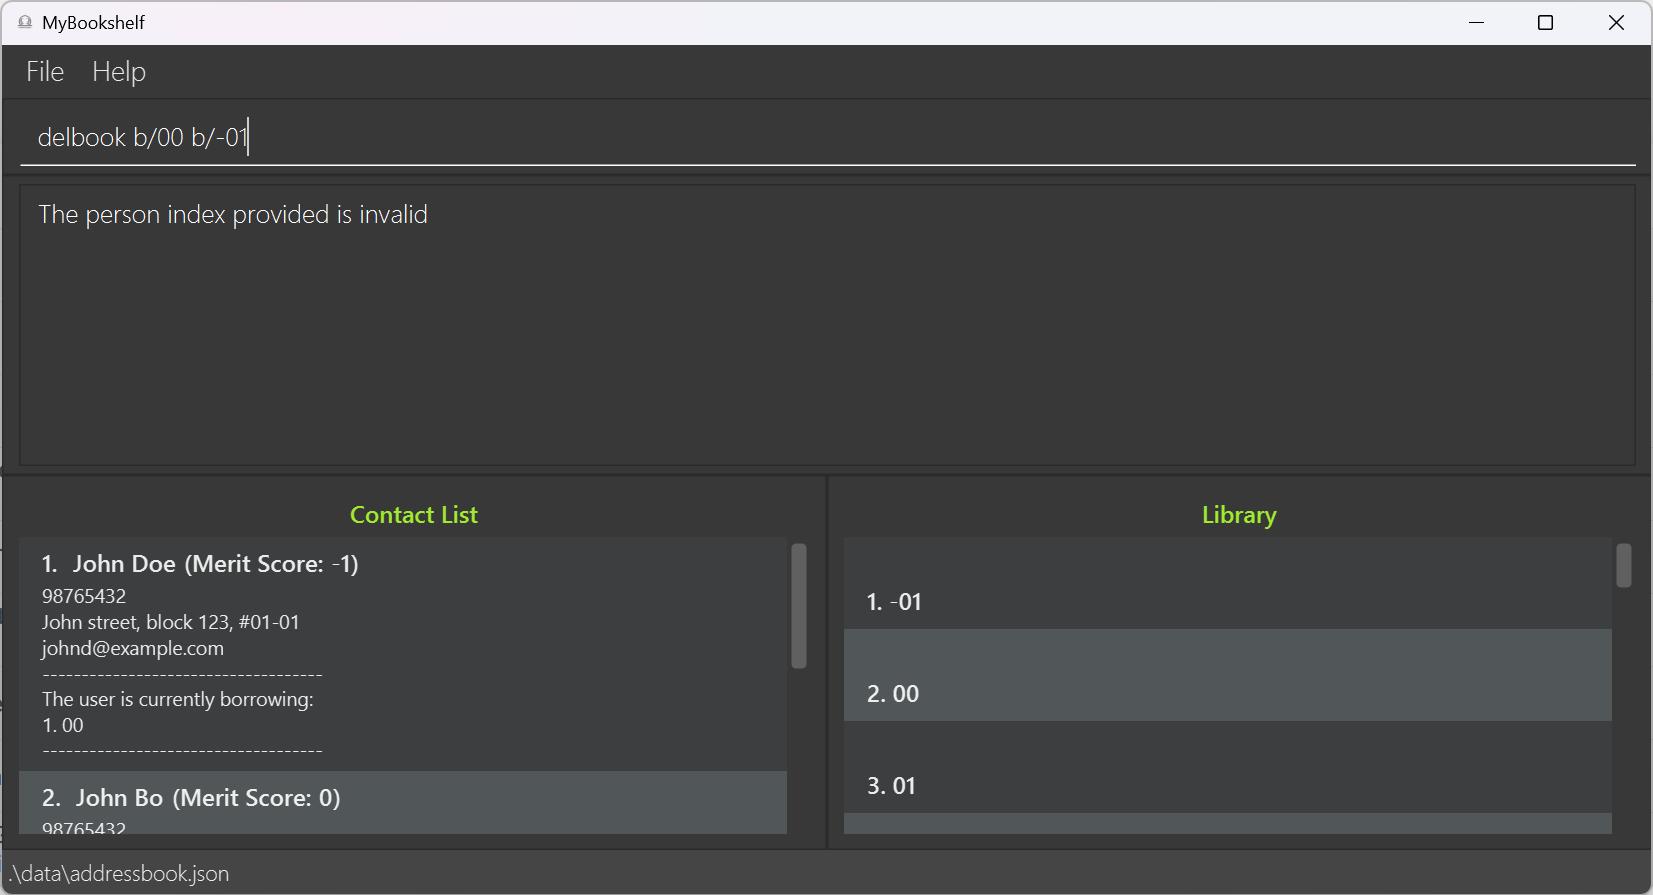 MyBookshelf
File Help
delbook b/00 b/-01
The person index provided is invalid
Contact List
1. John Doe (Merit Score: -1)
98765432
John street, block 123, #01-01
johnd@example.com
------------------------------------
The user is currently borrowing:
1. 00
------------------------------------
2. John Bo (Merit Score: 0)
98765432
Library
1. -01
2. 00
3. 01
.\data\addressbook.json